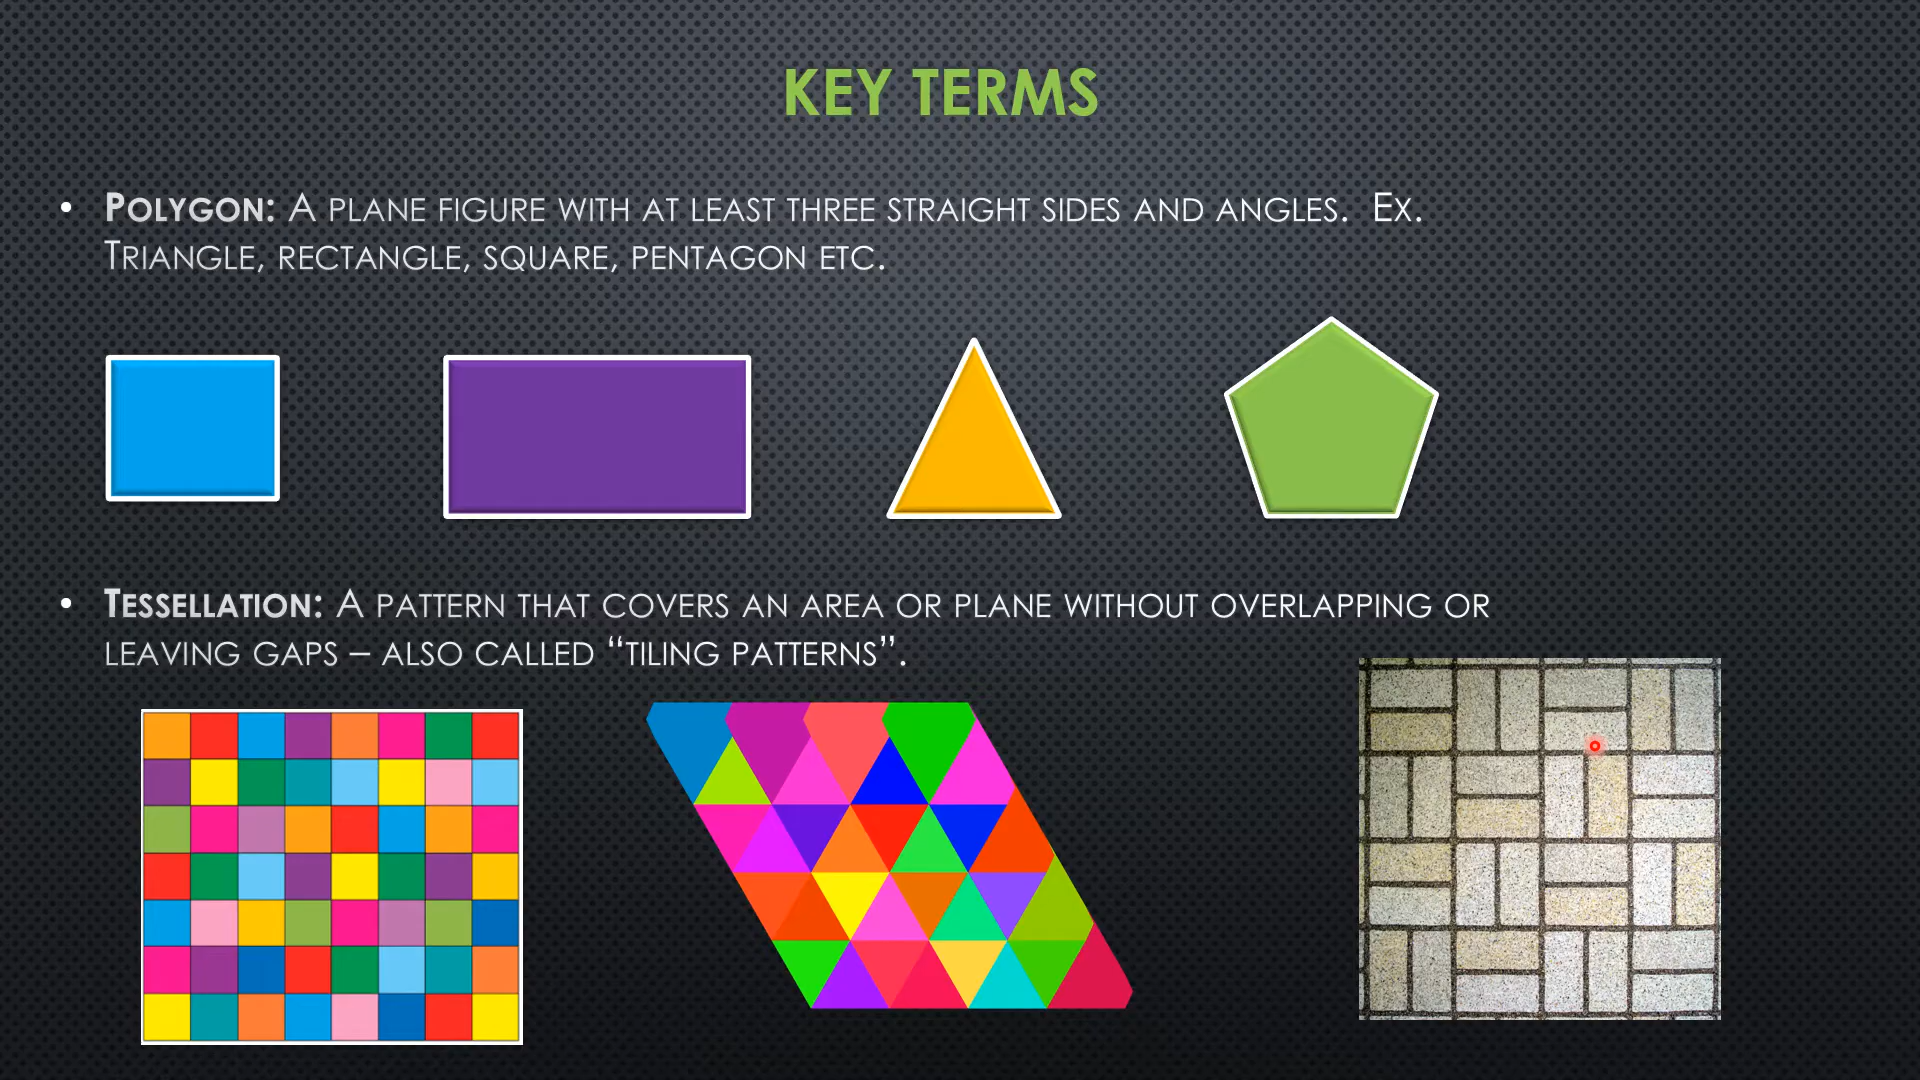 KEY TERMS
• Polygon: A plane figure with at least three straight sides and angles. Ex.
Triangle, rectangle, square, pentagon etc.
• Tessellation: A pattern that covers an area or plane without overlapping or
leaving gaps – also called “tiling patterns”.